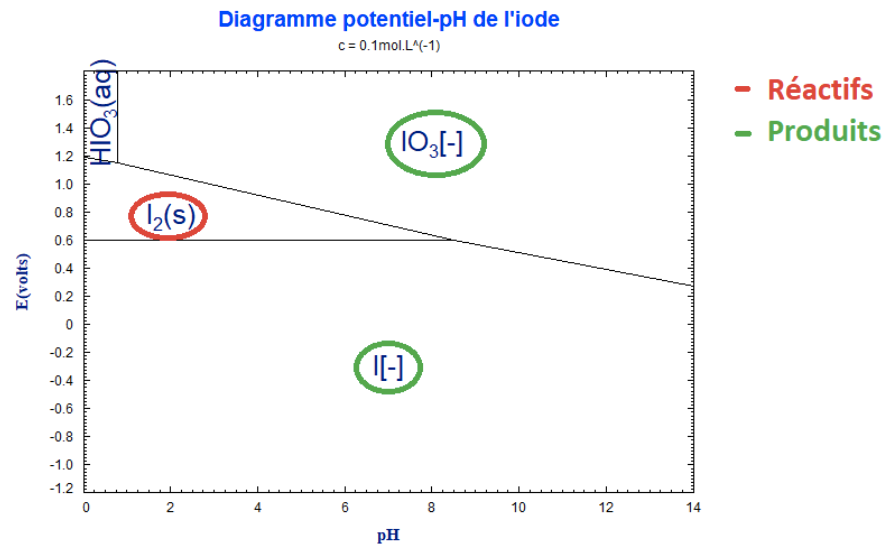 Diagramme potentiel-pH de l'iode
c = 0.1mol.L^(-1)
HIO₃(aq)
IO₃[-]
I₂(s)
I[-]
- Réactifs
- Produits
E(volts)
1.6
1.4
1.2
1.0
0.8
0.6
0.4
0.2
0
-0.2
-0.4
-0.6
-0.8
-1.0
-1.2
0 2 4 6 8 10 12 14
pH